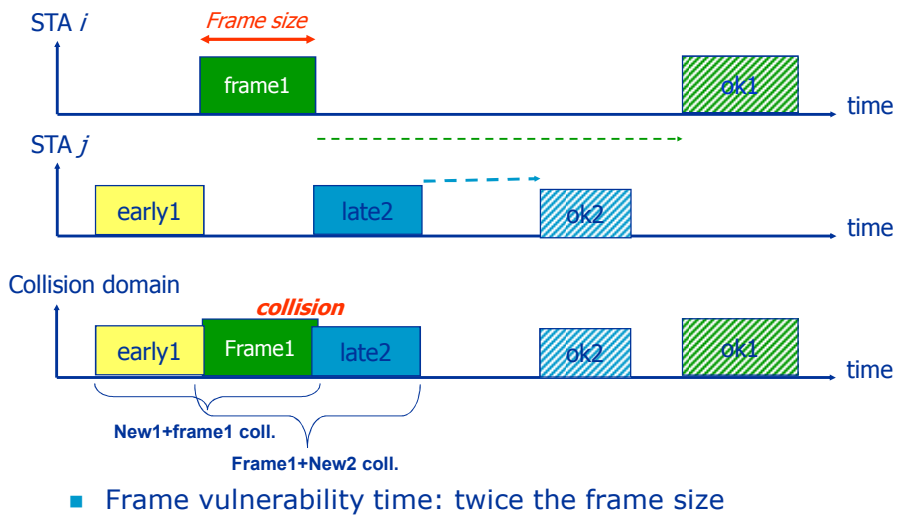 STA i
Frame size
frame1
ok1
time
STA j
early1
late2
ok2
time
Collision domain
collision
early1
Frame1
late2
ok2
ok1
time
New1+frame1 coll.
Frame1+New2 coll.
Frame vulnerability time: twice the frame size